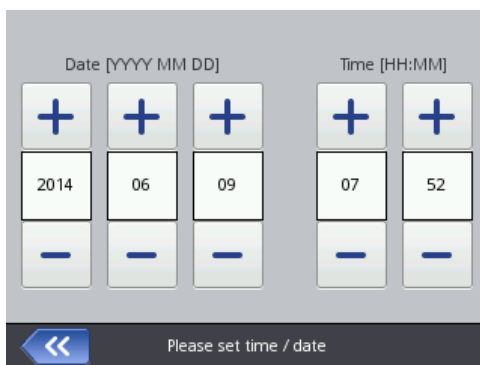 Date [YYYY MM DD] Time [HH:MM]
2014 06 09 07 52
Please set time / date